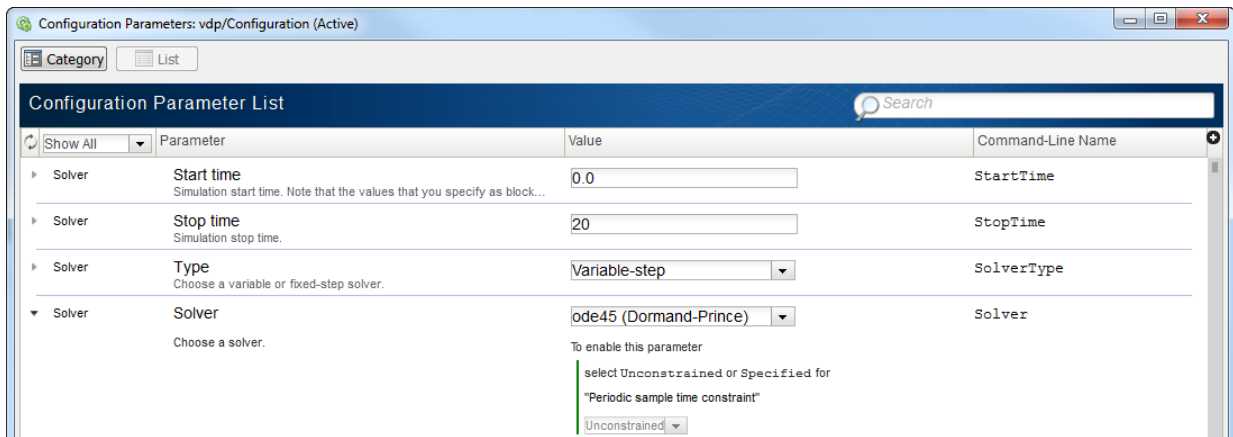 Configuration Parameters: vdp/Configuration (Active)
Category List
Configuration Parameter List Search
Show All Parameter Value Command-Line Name
Solver Start time 0.0 StartTime
Simulation start time. Note that the values that you specify as block...
Solver Stop time 20 StopTime
Simulation stop time.
Solver Type Variable-step SolverType
Choose a variable or fixed-step solver.
Solver Solver ode45 (Dormand-Prince) Solver
Choose a solver. To enable this parameter
select Unconstrained or Specified for
"Periodic sample time constraint"
Unconstrained